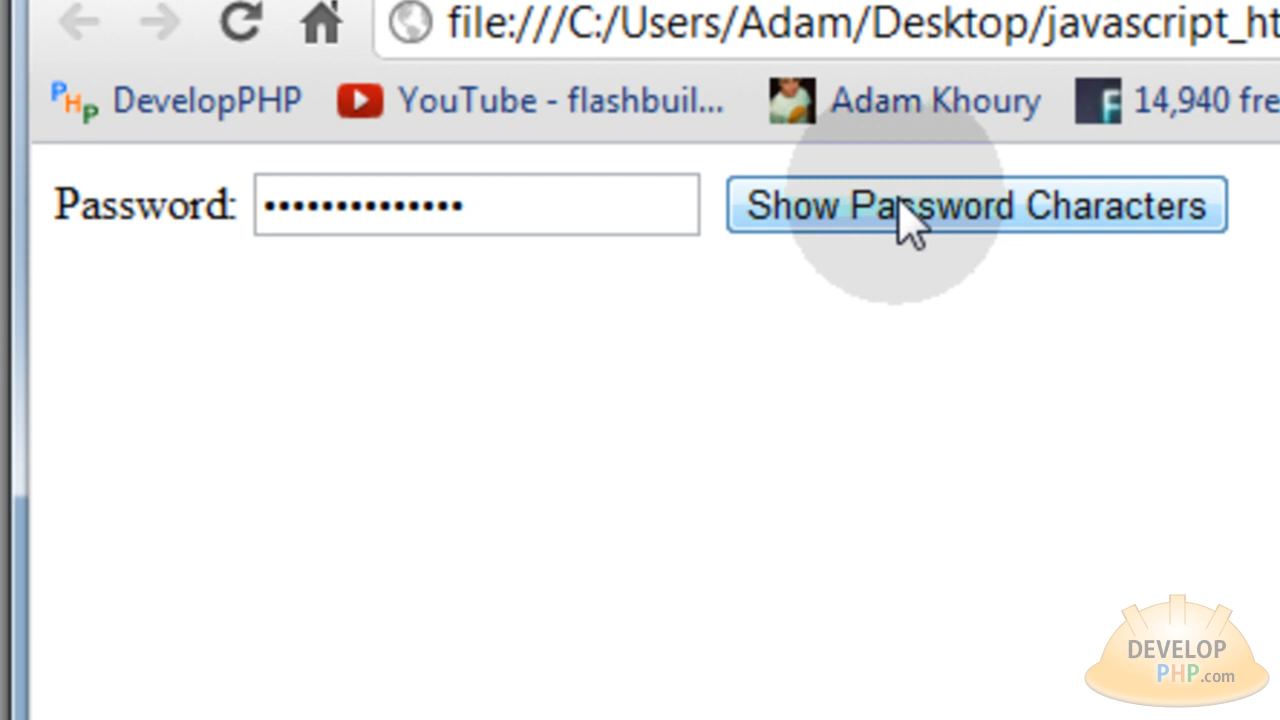 file:///C:/Users/Adam/Desktop/javascript_ht
PHP DevelopPHP YouTube - flashbuil... Adam Khoury F 14,940 fre
Password: •••••••••••••• Show Password Characters
DEVELOP
PHP.com